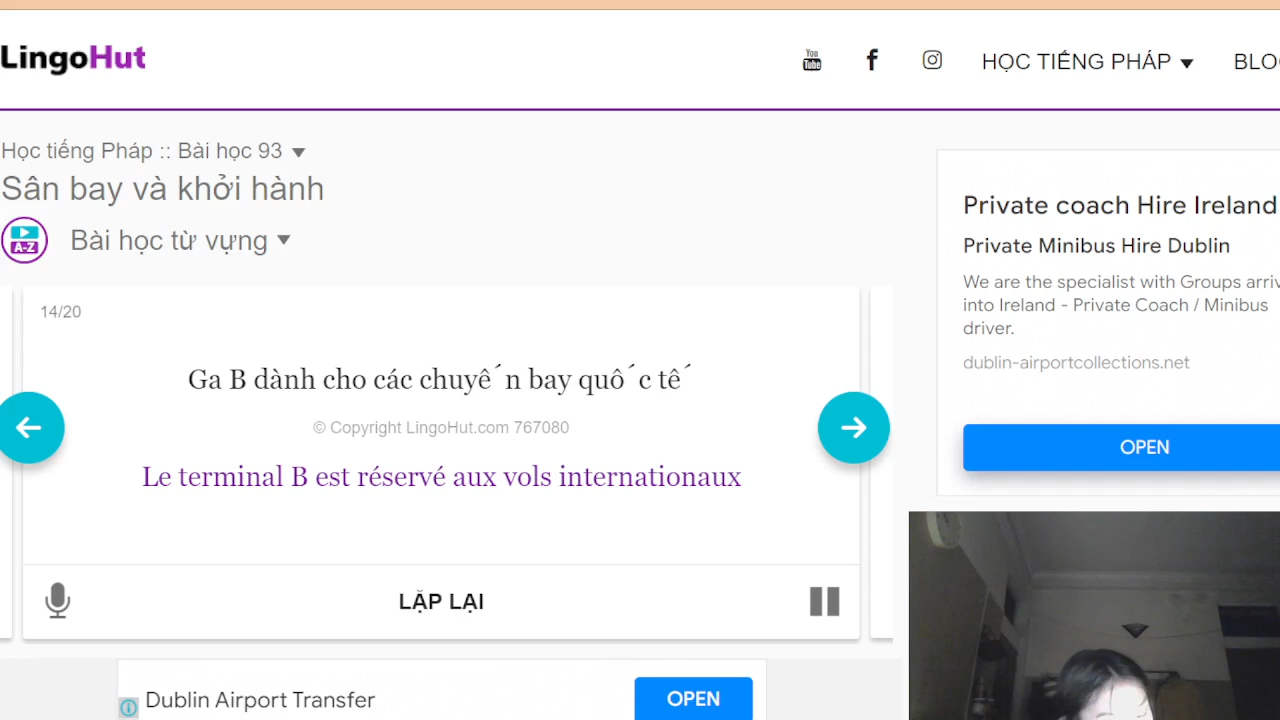 LingoHut
You
Tube
HỌC TIẾNG PHÁP
BLO
Học tiếng Pháp :: Bài học 93
Sân bay và khởi hành
A-Z
Bài học từ vựng
14/20
Ga B dành cho các chuyến bay quốc tế
© Copyright LingoHut.com 767080
Le terminal B est réservé aux vols internationaux
LẶP LẠI
Private coach Hire Ireland
Private Minibus Hire Dublin
We are the specialist with Groups arriv
into Ireland - Private Coach / Minibus
driver.
dublin-airportcollections.net
OPEN
Dublin Airport Transfer
OPEN